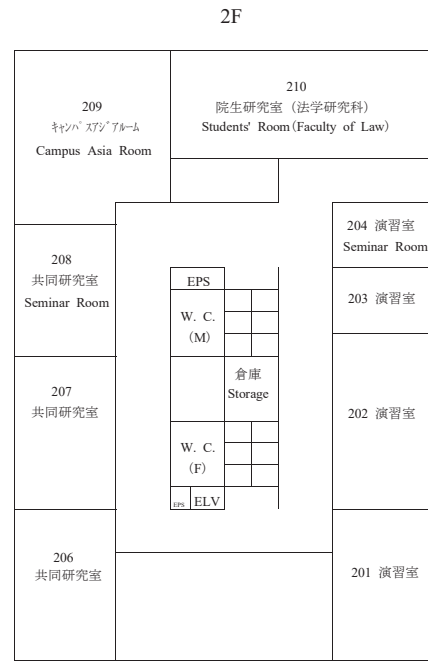 2F
209
ｷｬﾝﾊﾟｽｱｼﾞｱﾙｰﾑ
Campus Asia Room
210
院生研究室（法学研究科）
Students' Room(Faculty of Law)
204 演習室
Seminar Room
208
共同研究室
Seminar Room
203 演習室
EPS
W. C.
(M)
倉庫
Storage
207
共同研究室
202 演習室
W. C.
(F)
EPS ELV
206
共同研究室
201 演習室